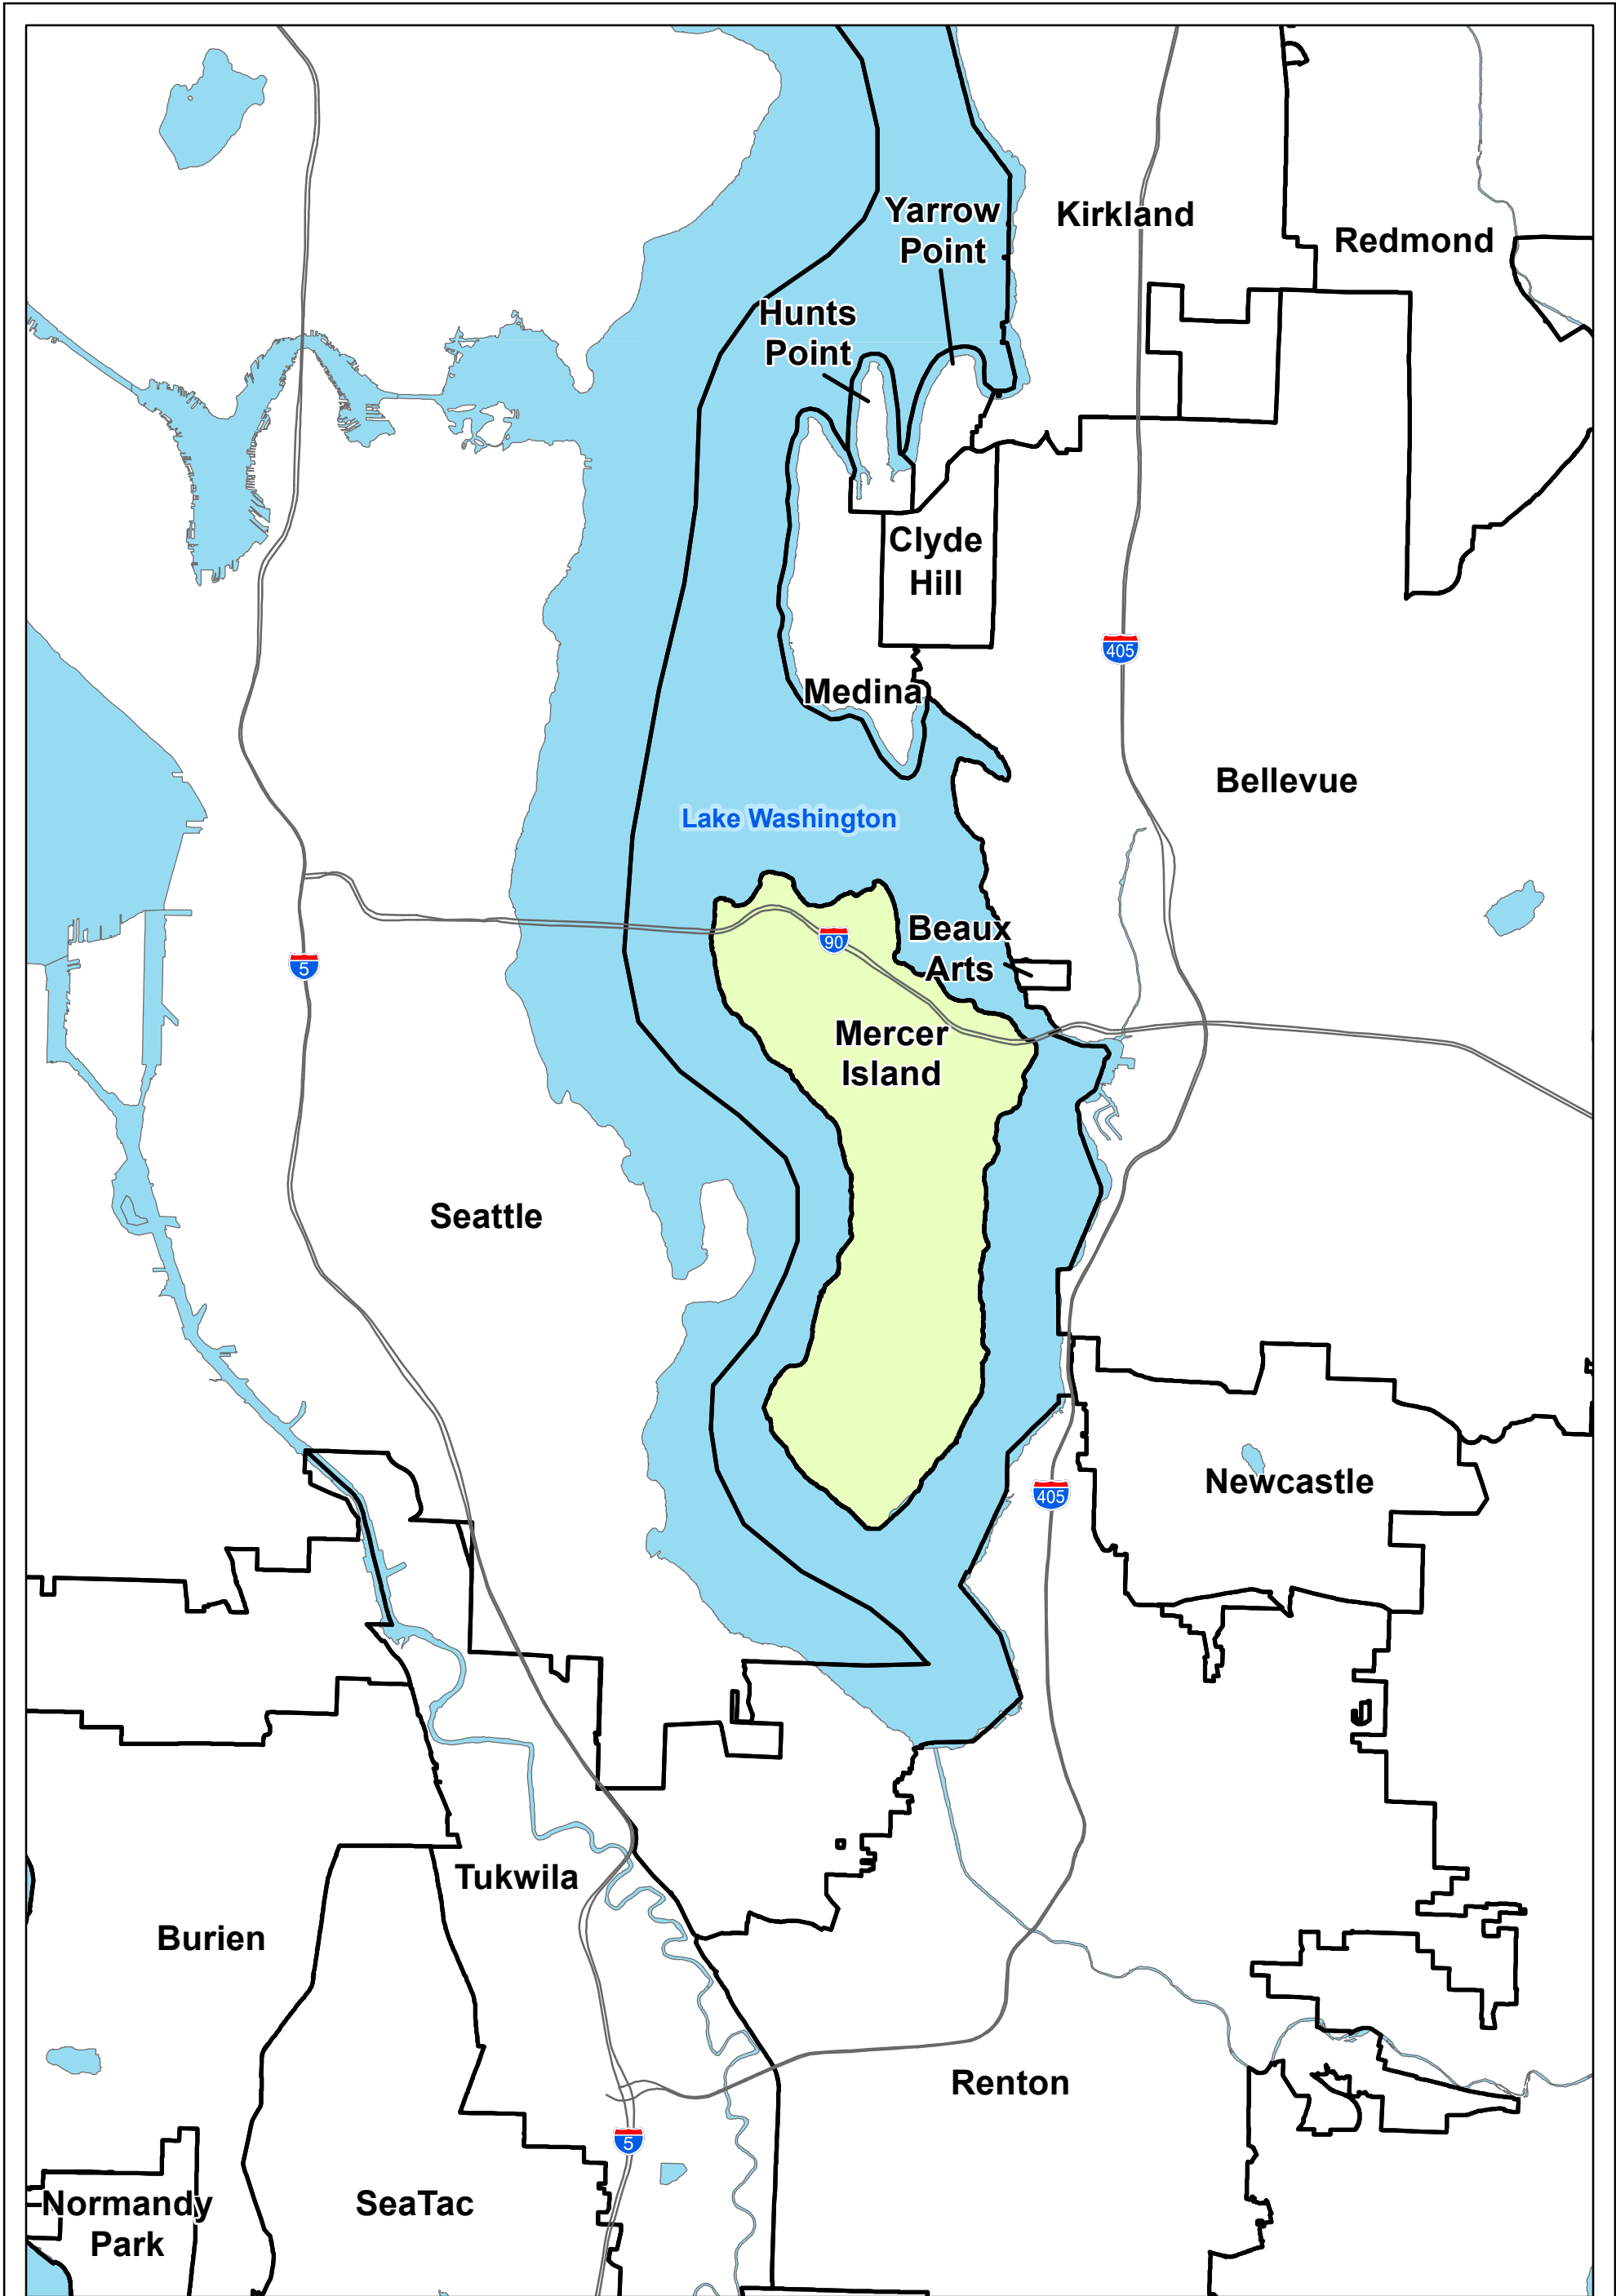 Yarrow
Point
Kirkland
Redmond
Hunts
Point
Clyde
Hill
405
Medina
Bellevue
Lake Washington
Beaux
Arts
90
5
Mercer
Island
Seattle
Newcastle
405
Tukwila
Burien
Renton
5
Normandy
Park
SeaTac